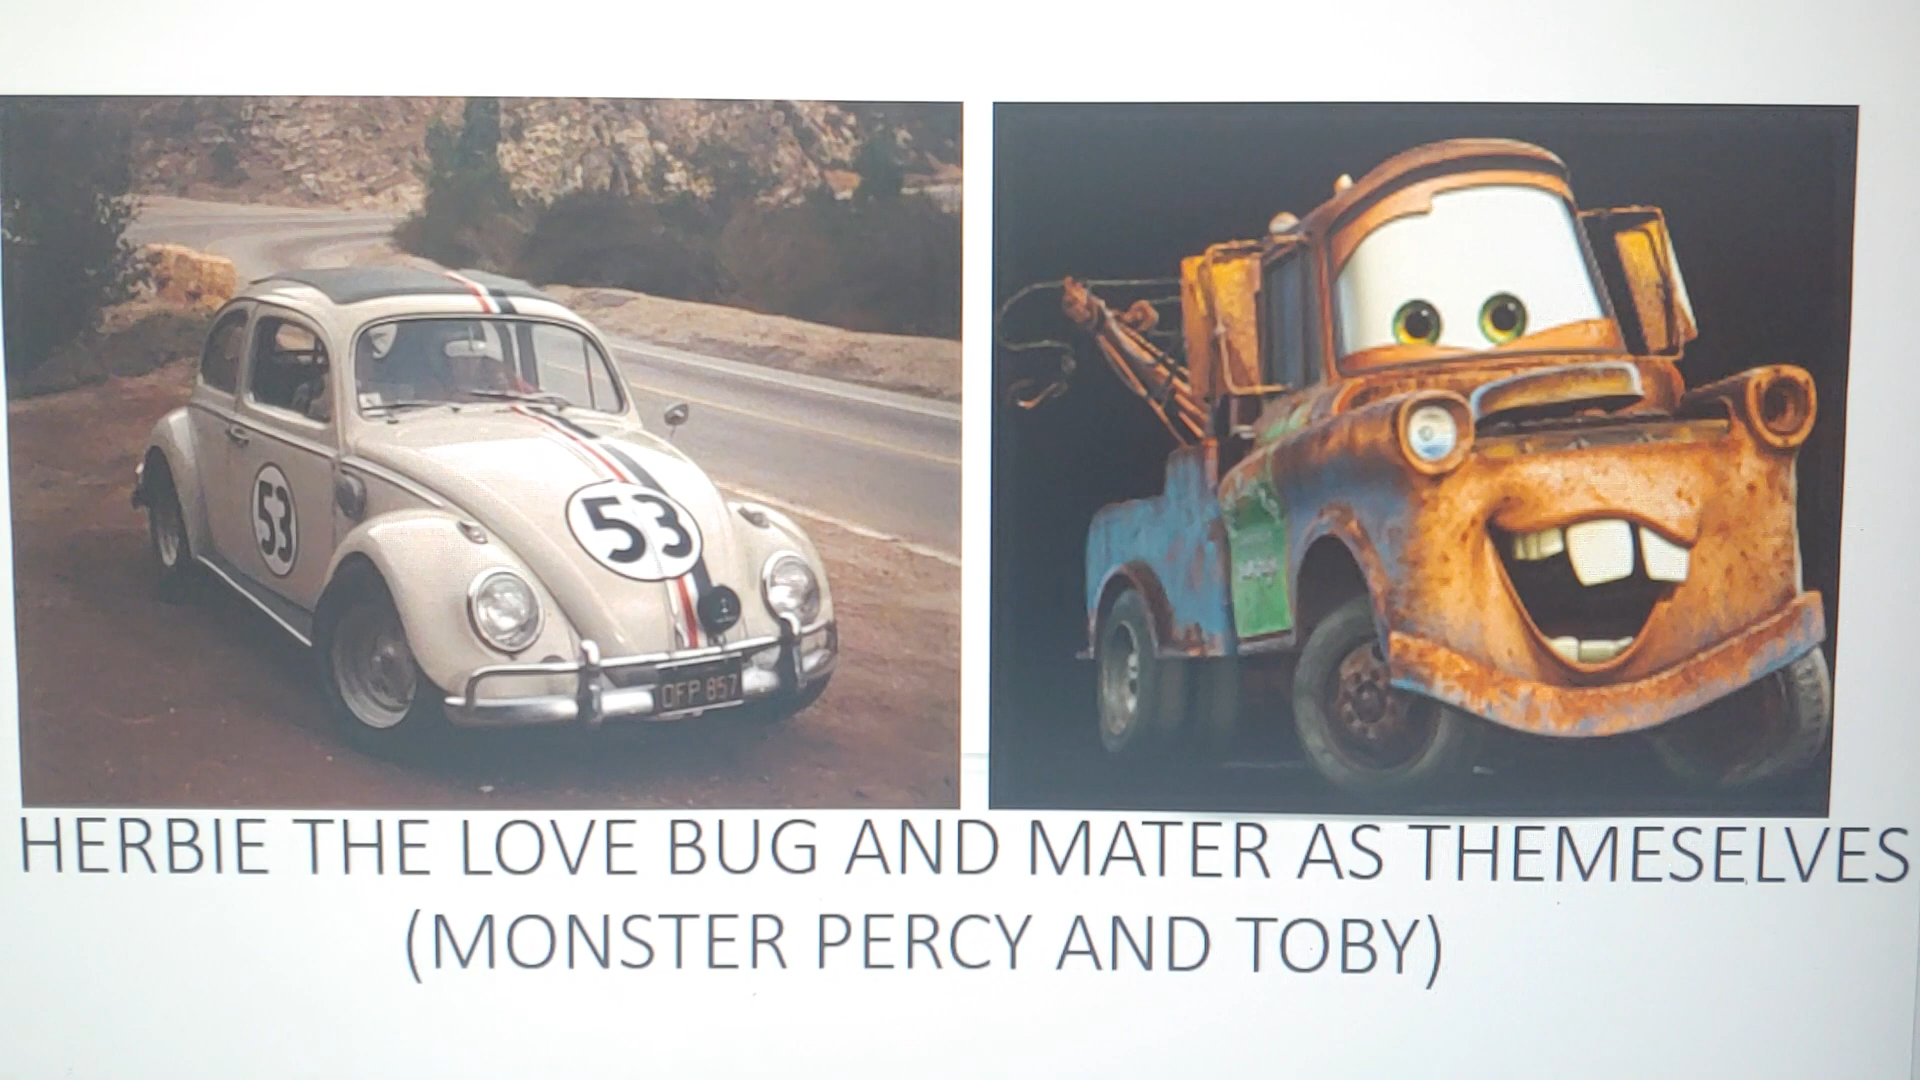 53
53
OFP 857
HERBIE THE LOVE BUG AND MATER AS THEMESELVES
(MONSTER PERCY AND TOBY)